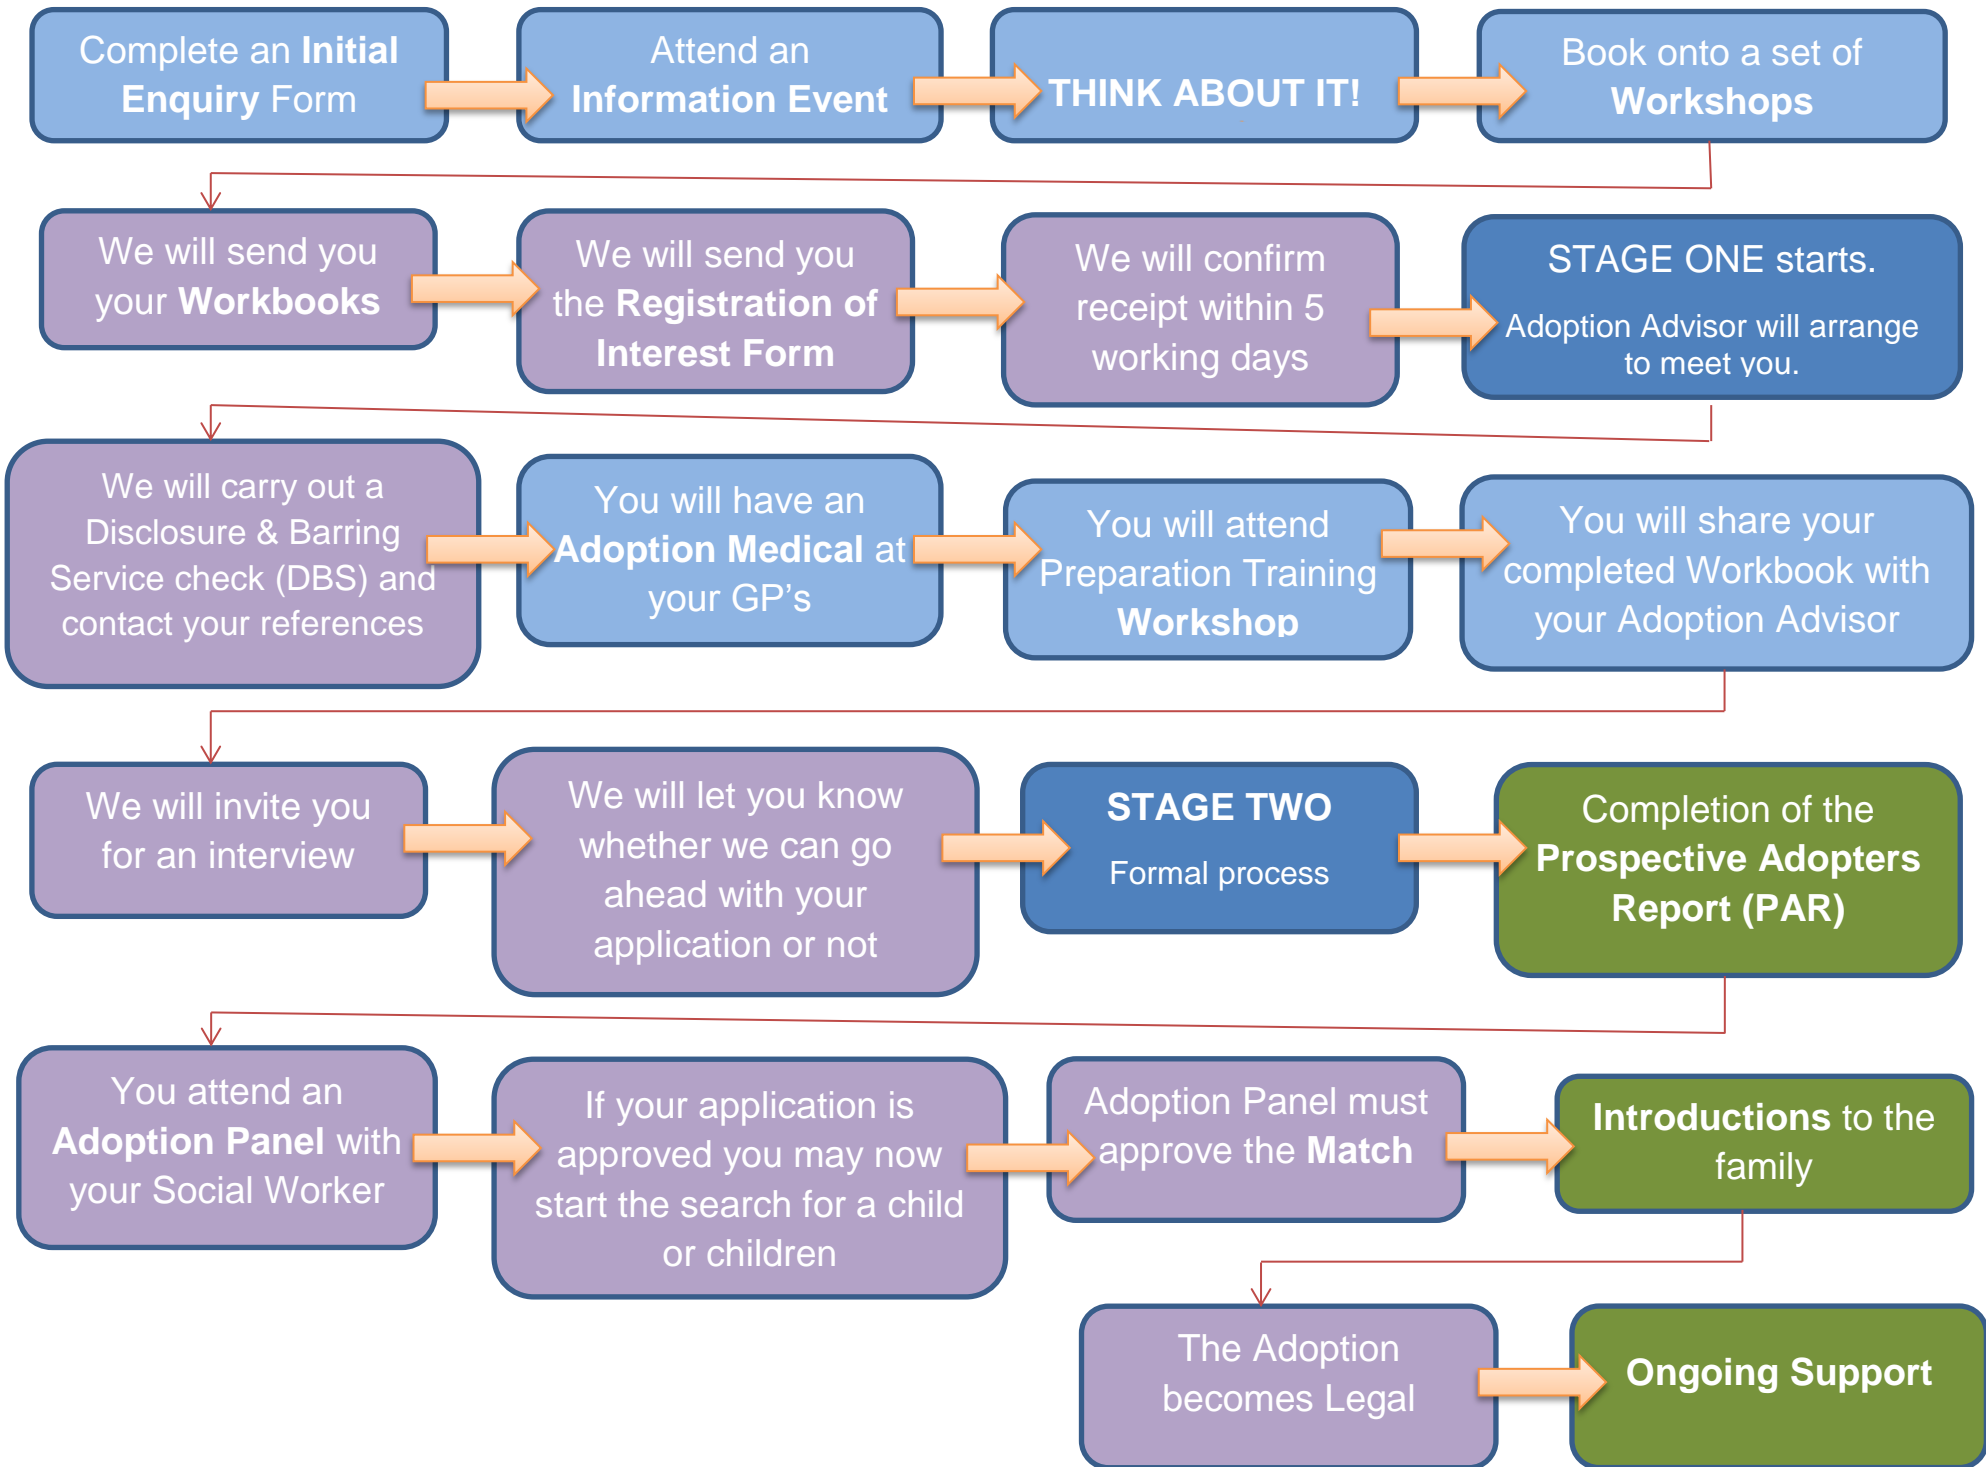 Complete an Initial
Enquiry Form
Attend an
Information Event
THINK ABOUT IT!
Book onto a set of
Workshops
We will send you
your Workbooks
We will send you
the Registration of
Interest Form
We will confirm
receipt within 5
working days
STAGE ONE starts.
Adoption Advisor will arrange
to meet you.
We will carry out a
Disclosure & Barring
Service check (DBS) and
contact your references
You will have an
Adoption Medical at
your GP’s
You will attend
Preparation Training
Workshop
You will share your
completed Workbook with
your Adoption Advisor
We will invite you
for an interview
We will let you know
whether we can go
ahead with your
application or not
STAGE TWO
Formal process
Completion of the
Prospective Adopters
Report (PAR)
You attend an
Adoption Panel with
your Social Worker
If your application is
approved you may now
start the search for a child
or children
Adoption Panel must
approve the Match
Introductions to the
family
The Adoption
becomes Legal
Ongoing Support